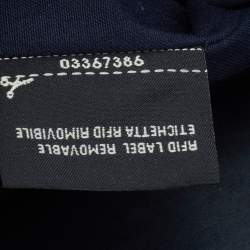 03367386
RFID LABEL REMOVABLE
ETICHETTA RFID RIMOVIBILE